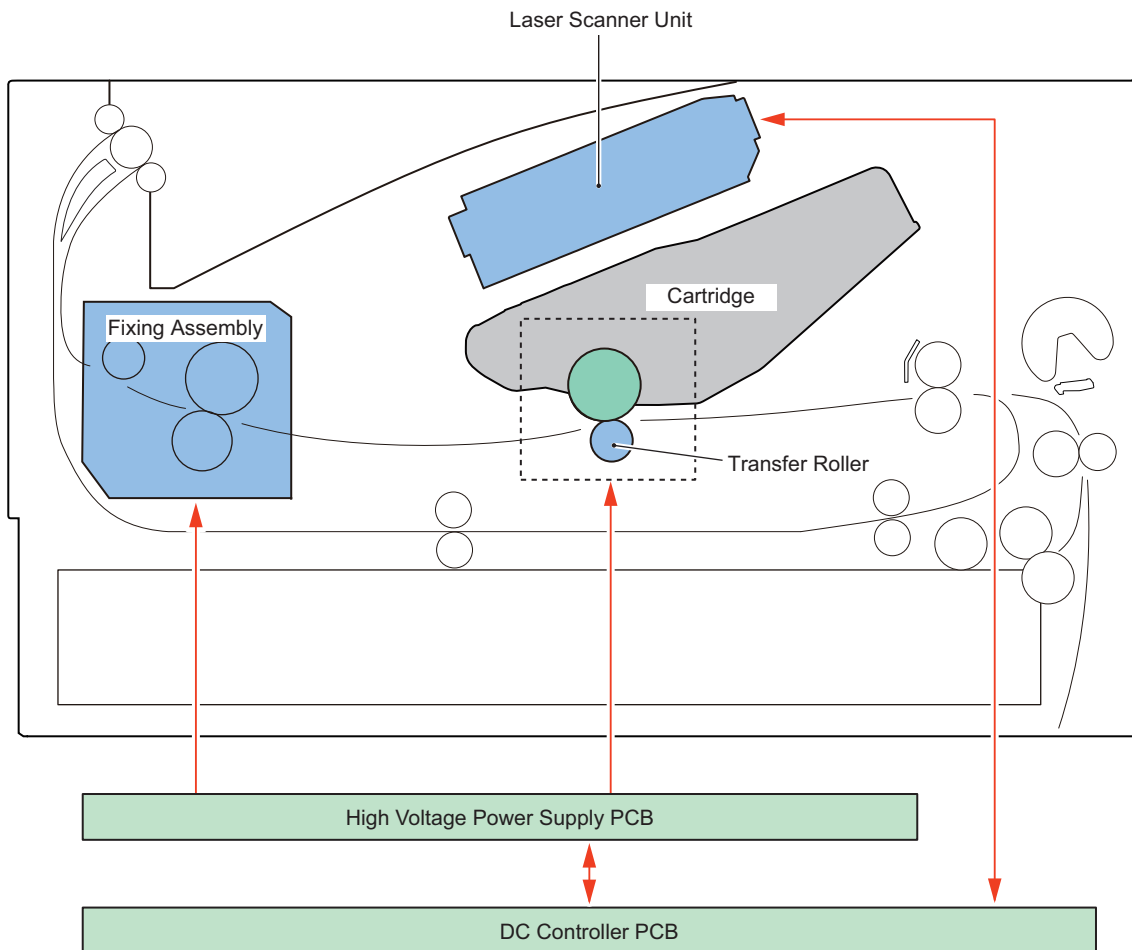 Laser Scanner Unit
Cartridge
Fixing Assembly
Transfer Roller
High Voltage Power Supply PCB
DC Controller PCB